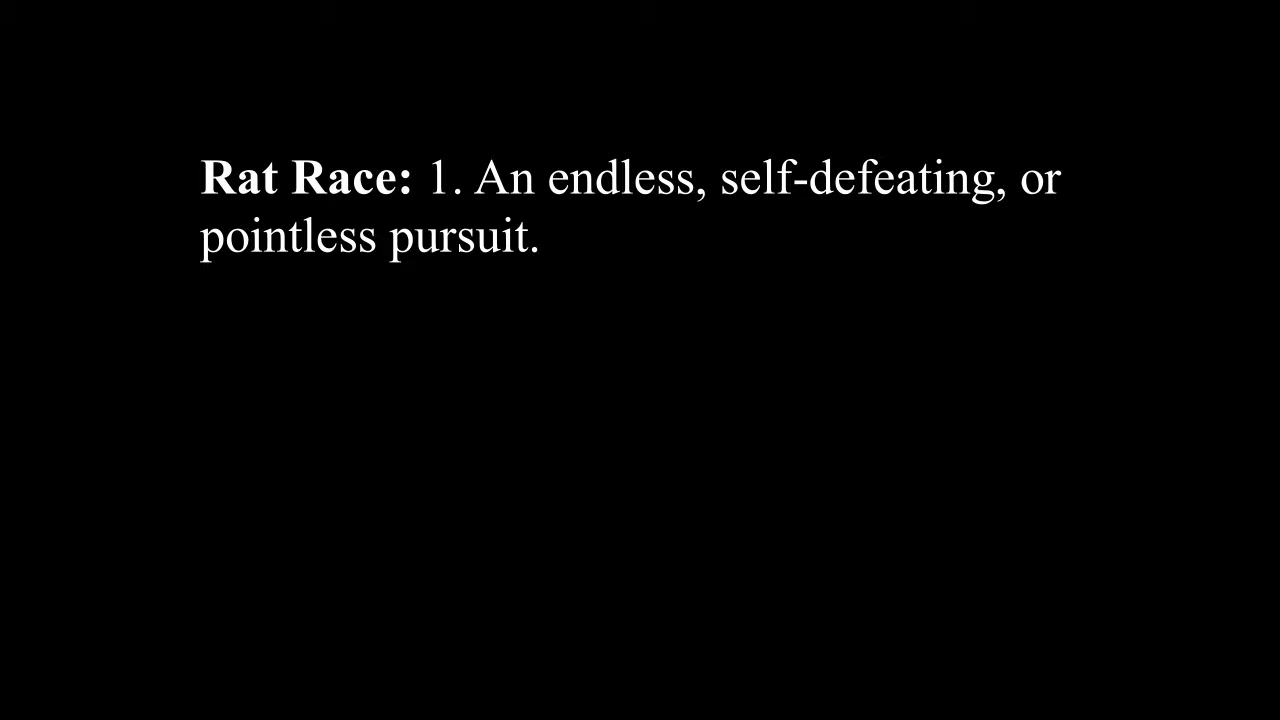 Rat Race: 1. An endless, self-defeating, or
pointless pursuit.